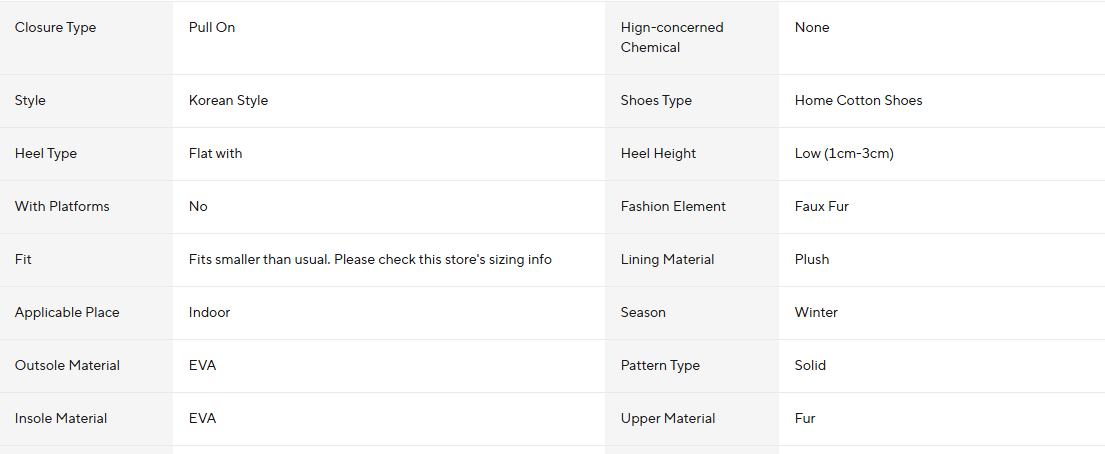 Closure Type
Pull On
Hign-concerned
Chemical
None
Style
Korean Style
Shoes Type
Home Cotton Shoes
Heel Type
Flat with
Heel Height
Low (1cm-3cm)
With Platforms
No
Fashion Element
Faux Fur
Fit
Fits smaller than usual. Please check this store's sizing info
Lining Material
Plush
Applicable Place
Indoor
Season
Winter
Outsole Material
EVA
Pattern Type
Solid
Insole Material
EVA
Upper Material
Fur